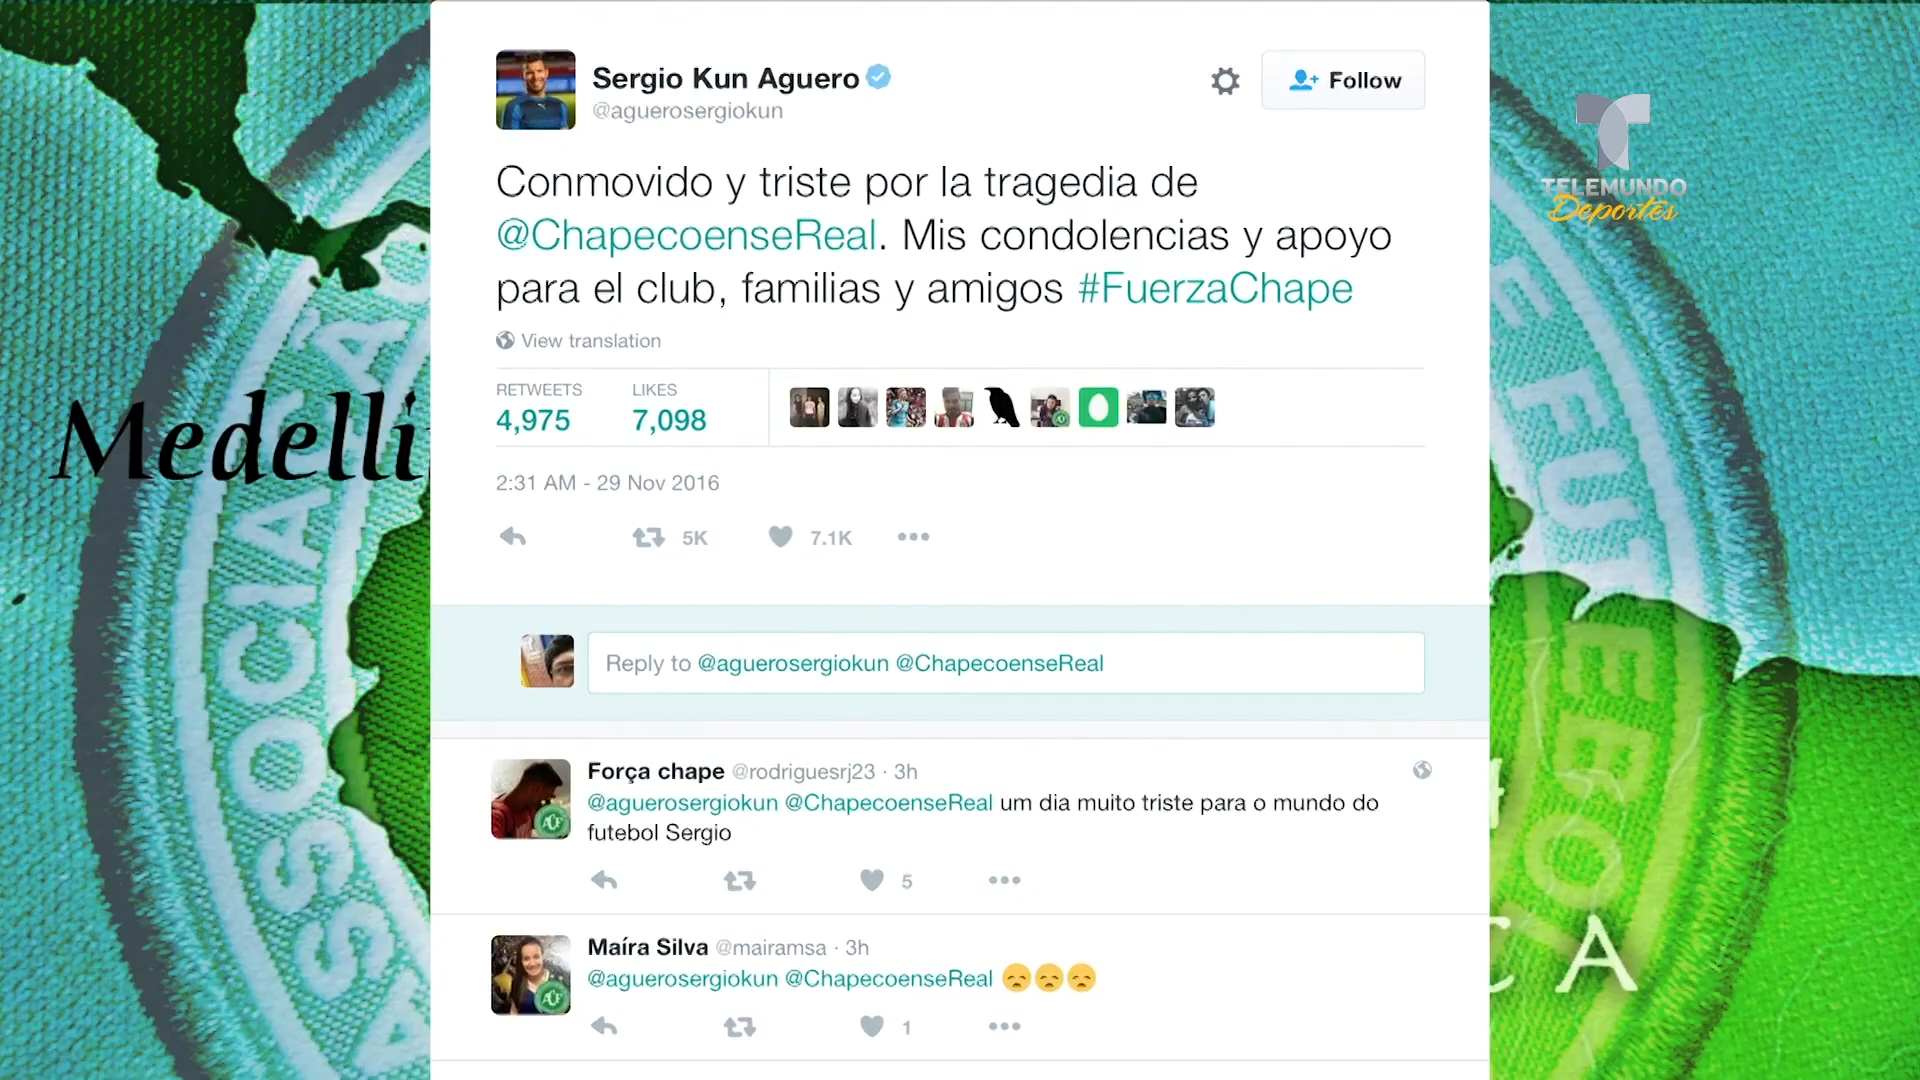 Sergio Kun Aguero
@aguerosergiokun
Follow
TELEMUNDO
Deportes
Conmovido y triste por la tragedia de
@ChapecoenseReal. Mis condolencias y apoyo
para el club, familias y amigos #FuerzaChape
View translation
RETWEETS
LIKES
4,975
7,098
Medelli
2:31 AM - 29 Nov 2016
5K
7.1K
ASSOCIAÇÃO
E FUTEBOL
Reply to @aguerosergiokun @ChapecoenseReal
Força chape @rodriguesrj23 · 3h
@aguerosergiokun @ChapecoenseReal um dia muito triste para o mundo do
futebol Sergio
5
Maíra Silva @mairamsa · 3h
@aguerosergiokun @ChapecoenseReal 😞😞😞
1
CA